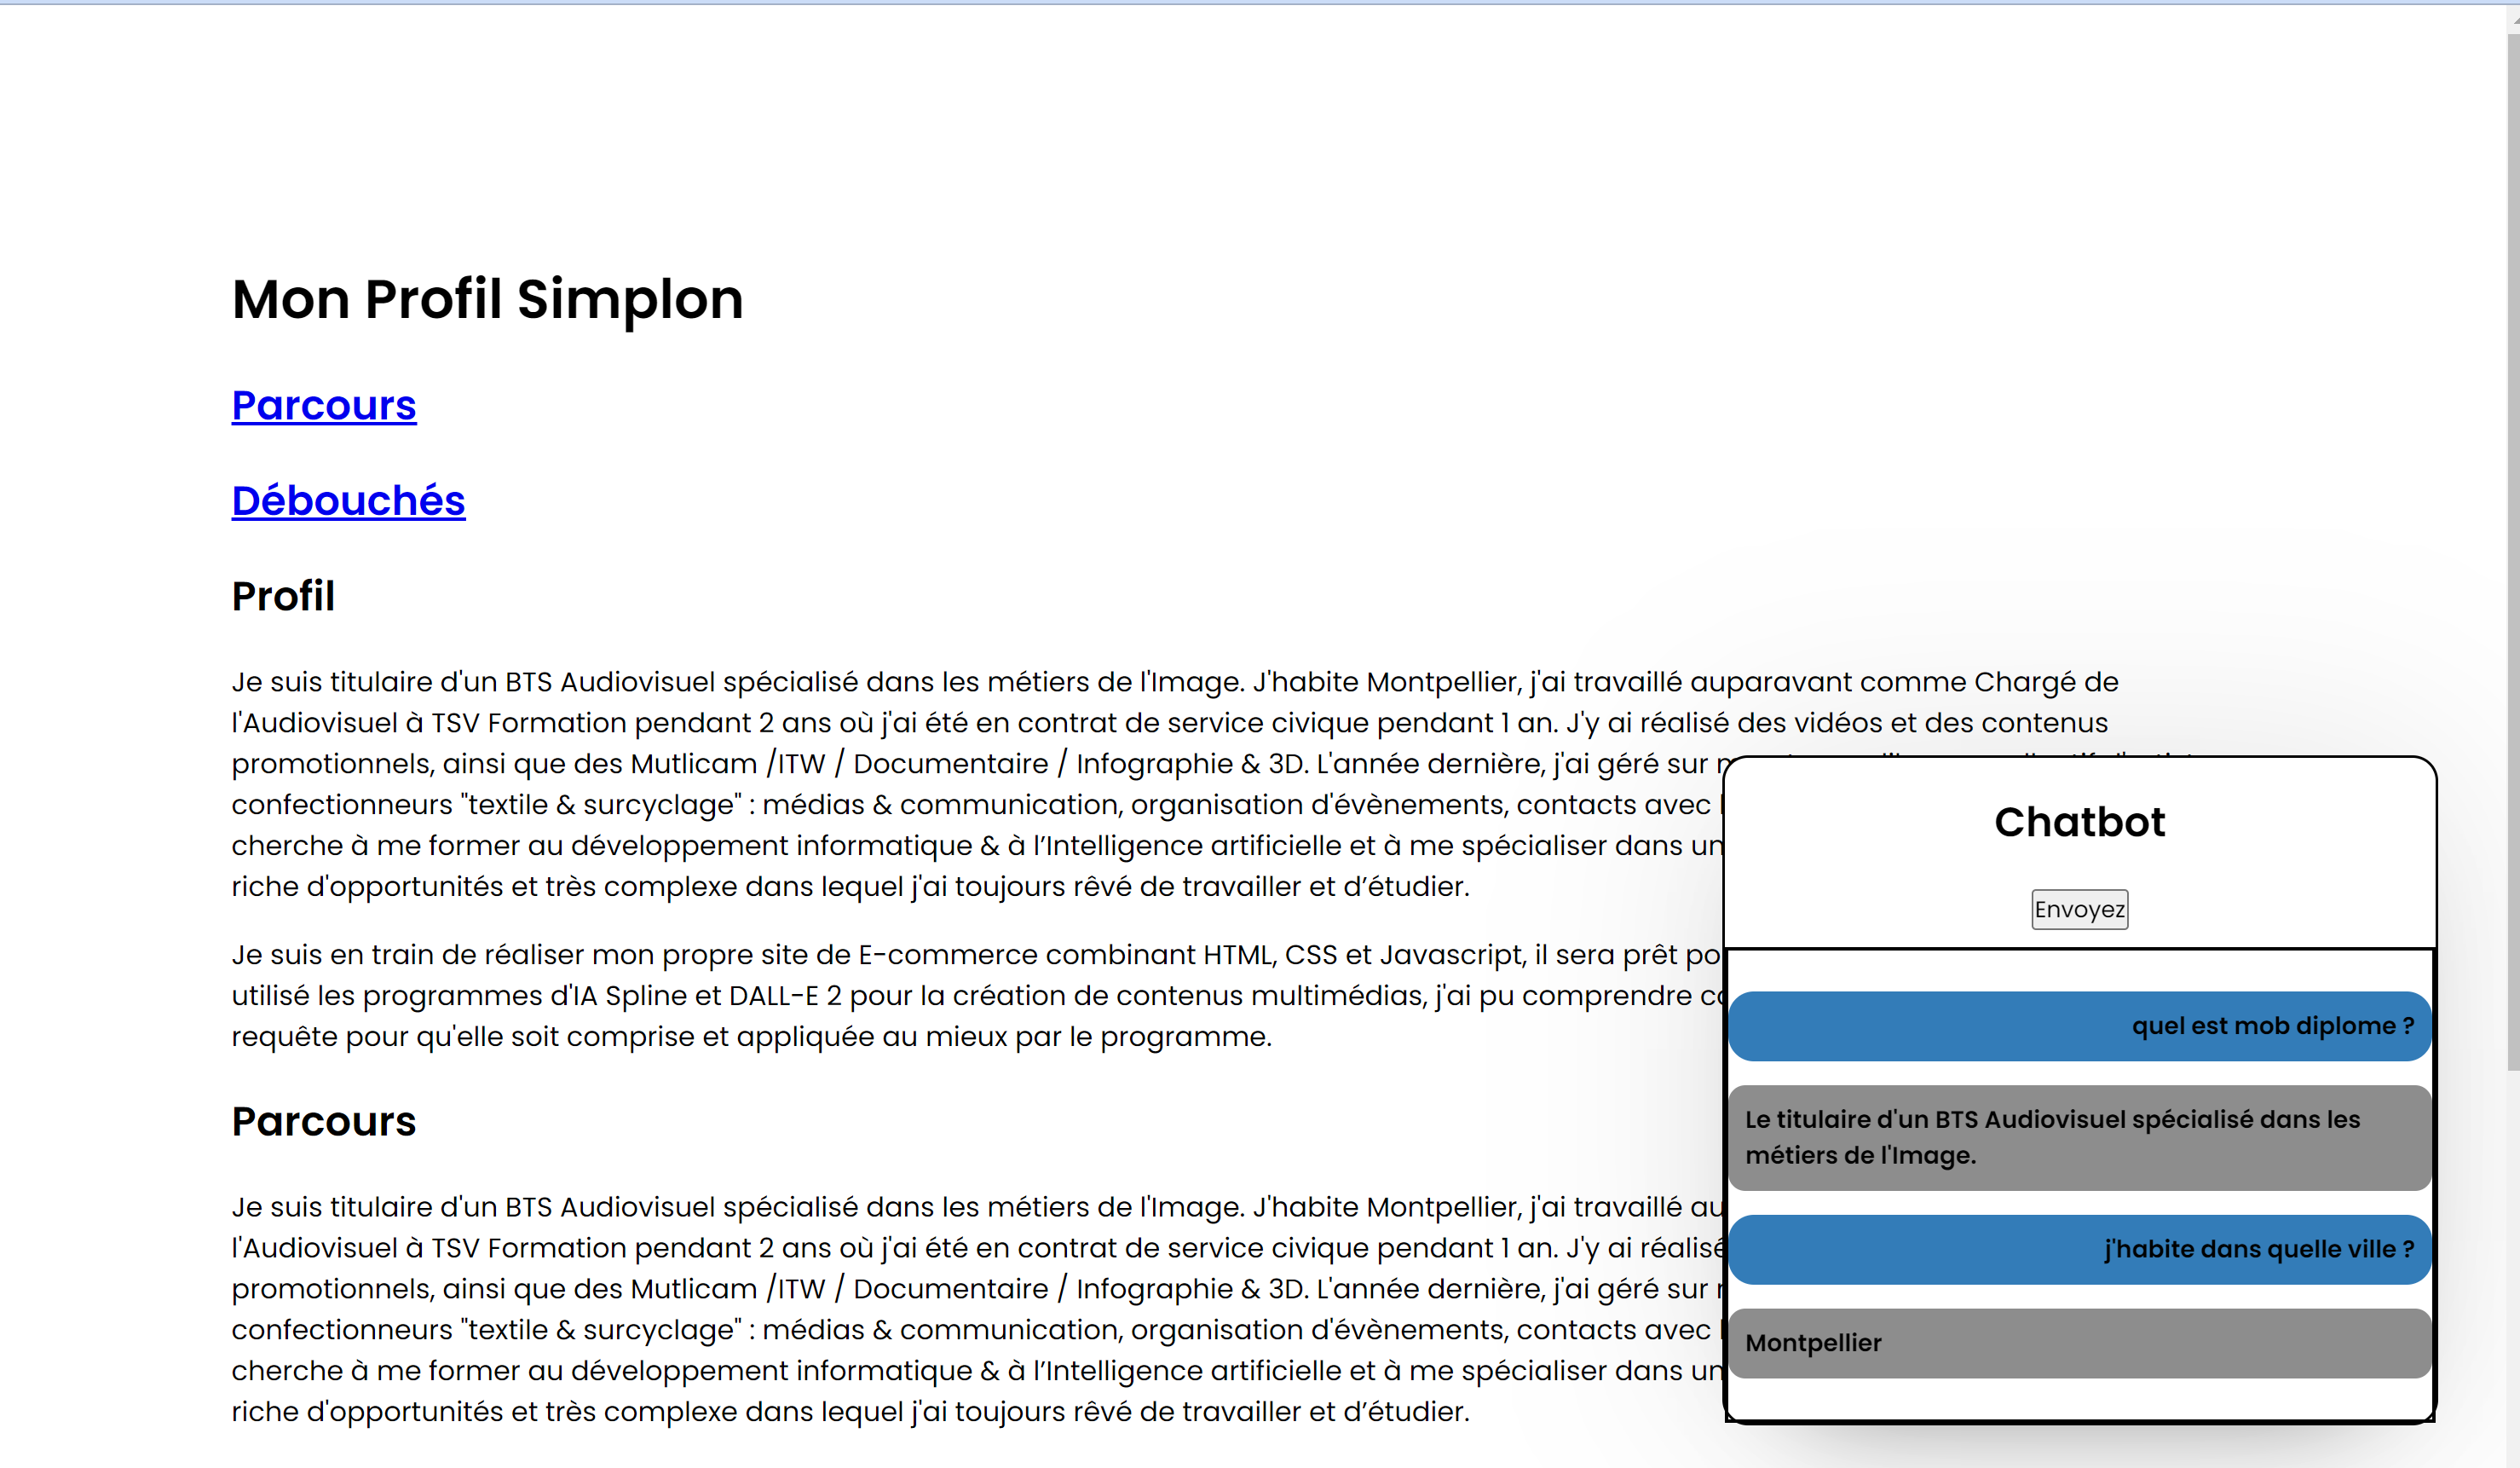 Mon Profil Simplon
Parcours
Débouchés
Profil
Je suis titulaire d'un BTS Audiovisuel spécialisé dans les métiers de l'Image. J'habite Montpellier, j'ai travaillé auparavant comme Chargé de
l'Audiovisuel à TSV Formation pendant 2 ans où j'ai été en contrat de service civique pendant 1 an. J'y ai réalisé des vidéos et des contenus
promotionnels, ainsi que des Mutlicam /ITW / Documentaire / Infographie & 3D. L'année dernière, j'ai géré sur
confectionneurs "textile & surcyclage" : médias & communication, organisation d'évènements, contacts avec
cherche à me former au développement informatique & à l’Intelligence artificielle et à me spécialiser dans un
riche d'opportunités et très complexe dans lequel j'ai toujours rêvé de travailler et d’étudier.
Je suis en train de réaliser mon propre site de E-commerce combinant HTML, CSS et Javascript, il sera prêt
utilisé les programmes d'IA Spline et DALL-E 2 pour la création de contenus multimédias, j'ai pu comprendre
requête pour qu'elle soit comprise et appliquée au mieux par le programme.
Parcours
Je suis titulaire d'un BTS Audiovisuel spécialisé dans les métiers de l'Image. J'habite Montpellier, j'ai travaillé
l'Audiovisuel à TSV Formation pendant 2 ans où j'ai été en contrat de service civique pendant 1 an. J'y ai réalisé
promotionnels, ainsi que des Mutlicam /ITW / Documentaire / Infographie & 3D. L'année dernière, j'ai géré sur
confectionneurs "textile & surcyclage" : médias & communication, organisation d'évènements, contacts avec
cherche à me former au développement informatique & à l’Intelligence artificielle et à me spécialiser dans un
riche d'opportunités et très complexe dans lequel j'ai toujours rêvé de travailler et d’étudier.
Chatbot
Envoyez
quel est mob diplome ?
Le titulaire d'un BTS Audiovisuel spécialisé dans les
métiers de l'Image.
j'habite dans quelle ville ?
Montpellier